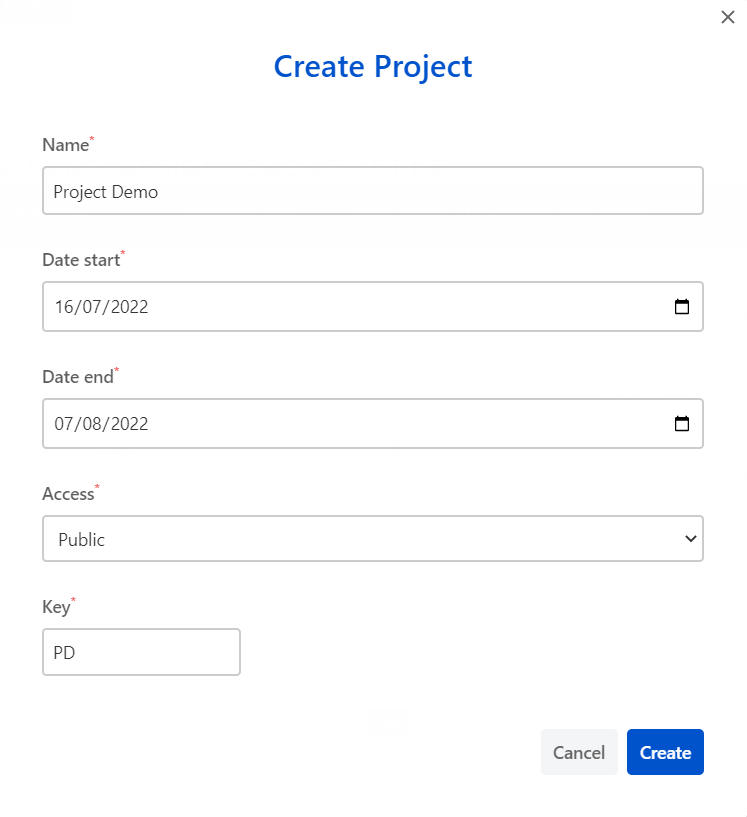 Create Project
Name*
Project Demo
Date start*
16/07/2022
Date end*
07/08/2022
Access*
Public
Key*
PD
Cancel Create